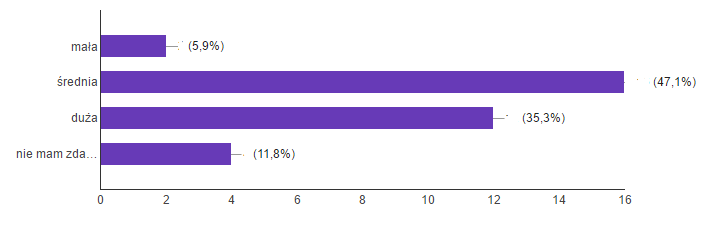 mała (5,9%)
średnia (47,1%)
duża (35,3%)
nie mam zda... (11,8%)
0 2 4 6 8 10 12 14 16